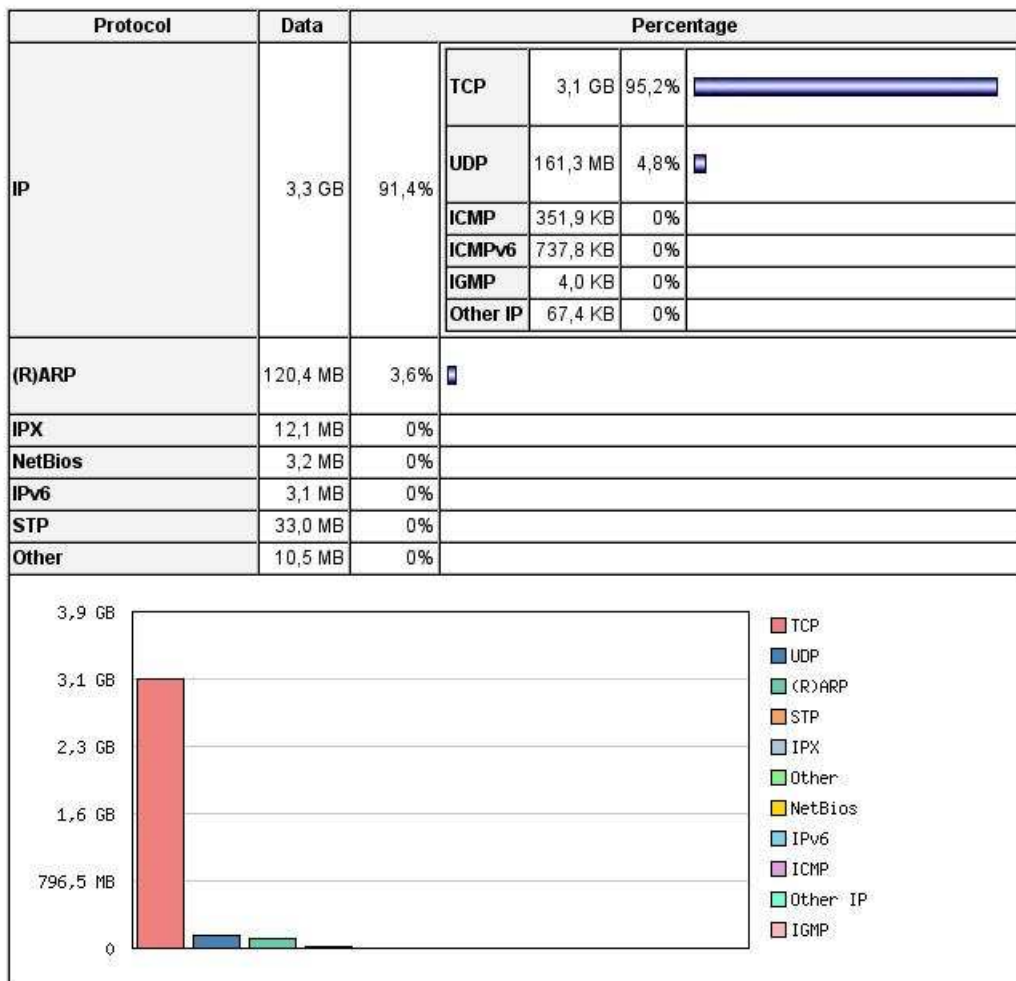 Protocol Data Percentage
IP 3,3 GB 91,4%
TCP 3,1 GB 95,2%
UDP 161,3 MB 4,8%
ICMP 351,9 KB 0%
ICMPv6 737,8 KB 0%
IGMP 4,0 KB 0%
Other IP 67,4 KB 0%
(R)ARP 120,4 MB 3,6%
IPX 12,1 MB 0%
NetBios 3,2 MB 0%
IPv6 3,1 MB 0%
STP 33,0 MB 0%
Other 10,5 MB 0%
3,9 GB
3,1 GB
2,3 GB
1,6 GB
796,5 MB
0
TCP
UDP
(R)ARP
STP
IPX
Other
NetBios
IPv6
ICMP
Other IP
IGMP